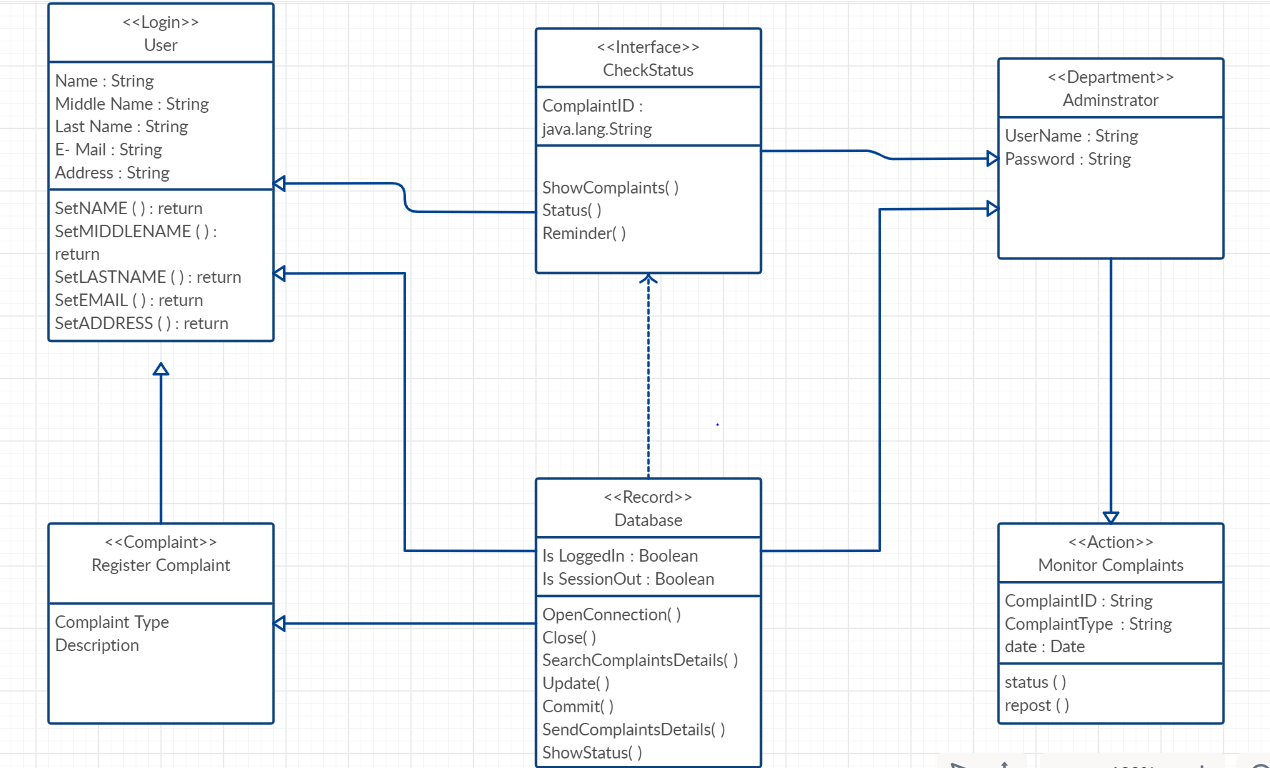 <<Login>>
User
Name : String
Middle Name : String
Last Name : String
E- Mail : String
Address : String
SetNAME ( ) : return
SetMIDDLENAME ( ) :
return
SetLASTNAME ( ) : return
SetEMAIL ( ) : return
SetADDRESS ( ) : return
<<Interface>>
CheckStatus
ComplaintID :
java.lang.String
ShowComplaints( )
Status( )
Reminder( )
<<Department>>
Adminstrator
UserName : String
Password : String
<<Complaint>>
Register Complaint
Complaint Type
Description
<<Record>>
Database
Is LoggedIn : Boolean
Is SessionOut : Boolean
OpenConnection( )
Close( )
SearchComplaintsDetails( )
Update( )
Commit( )
SendComplaintsDetails( )
ShowStatus( )
<<Action>>
Monitor Complaints
ComplaintID : String
ComplaintType : String
date : Date
status ( )
repost ( )